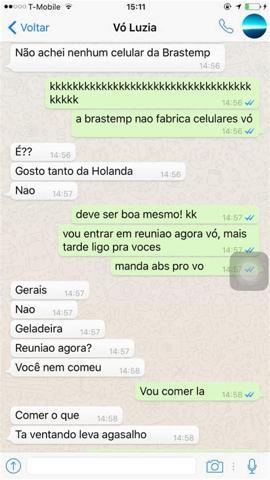 T-Mobile
15:11
Voltar
Vó Luzia
Não achei nenhum celular da Brastemp
14:56
kkkkkkkkkkkkkkkkkkkkkkkkkkkkkkkkkkk
kkkkk
14:56
a brastemp nao fabrica celulares vó
14:56
É??
14:56
Gosto tanto da Holanda
14:56
Nao
14:57
deve ser boa mesmo! kk
14:57
vou entrar em reuniao agora vó, mais
tarde ligo pra voces
14:57
manda abs pro vo
14:57
Gerais
14:57
Nao
14:57
Geladeira
14:57
Reuniao agora?
14:57
Você nem comeu
14:58
Vou comer la
14:58
Comer o que
14:58
Ta ventando leva agasalho
14:58